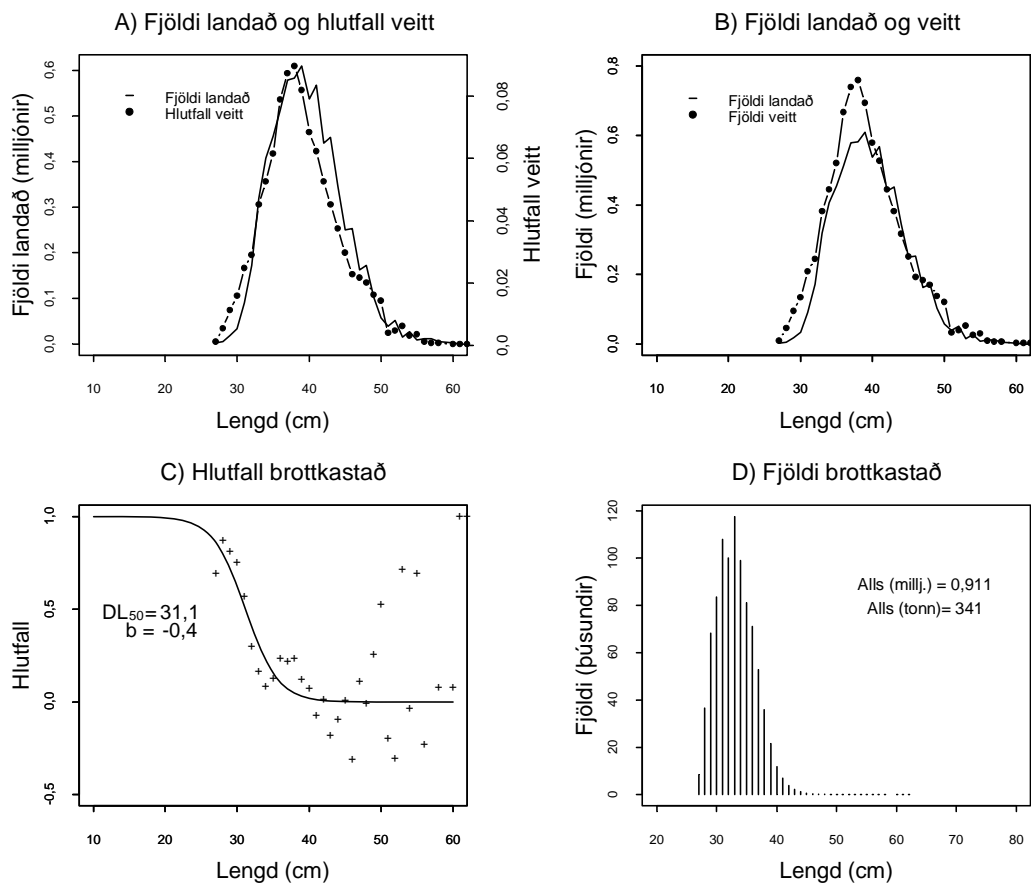 A) Fjöldi landað og hlutfall veitt
Fjöldi landað (milljónir)
0,6
0,5
0,4
0,3
0,2
0,1
0,0
Fjöldi landað
Hlutfall veitt
0,08
0,06
0,04
0,02
0,0
Hlutfall veitt
10 20 30 40 50 60
Lengd (cm)
B) Fjöldi landað og veitt
Fjöldi (milljónir)
0,8
0,6
0,4
0,2
0,0
Fjöldi landað
Fjöldi veitt
10 20 30 40 50 60
Lengd (cm)
C) Hlutfall brottkastað
Hlutfall
1,0
0,5
0,0
-0,5
DL50= 31,1
b = -0,4
10 20 30 40 50 60
Lengd (cm)
D) Fjöldi brottkastað
Fjöldi (þúsundir)
120
100
80
60
40
20
0
Alls (millj.) = 0,911
Alls (tonn)= 341
20 30 40 50 60 70 80
Lengd (cm)